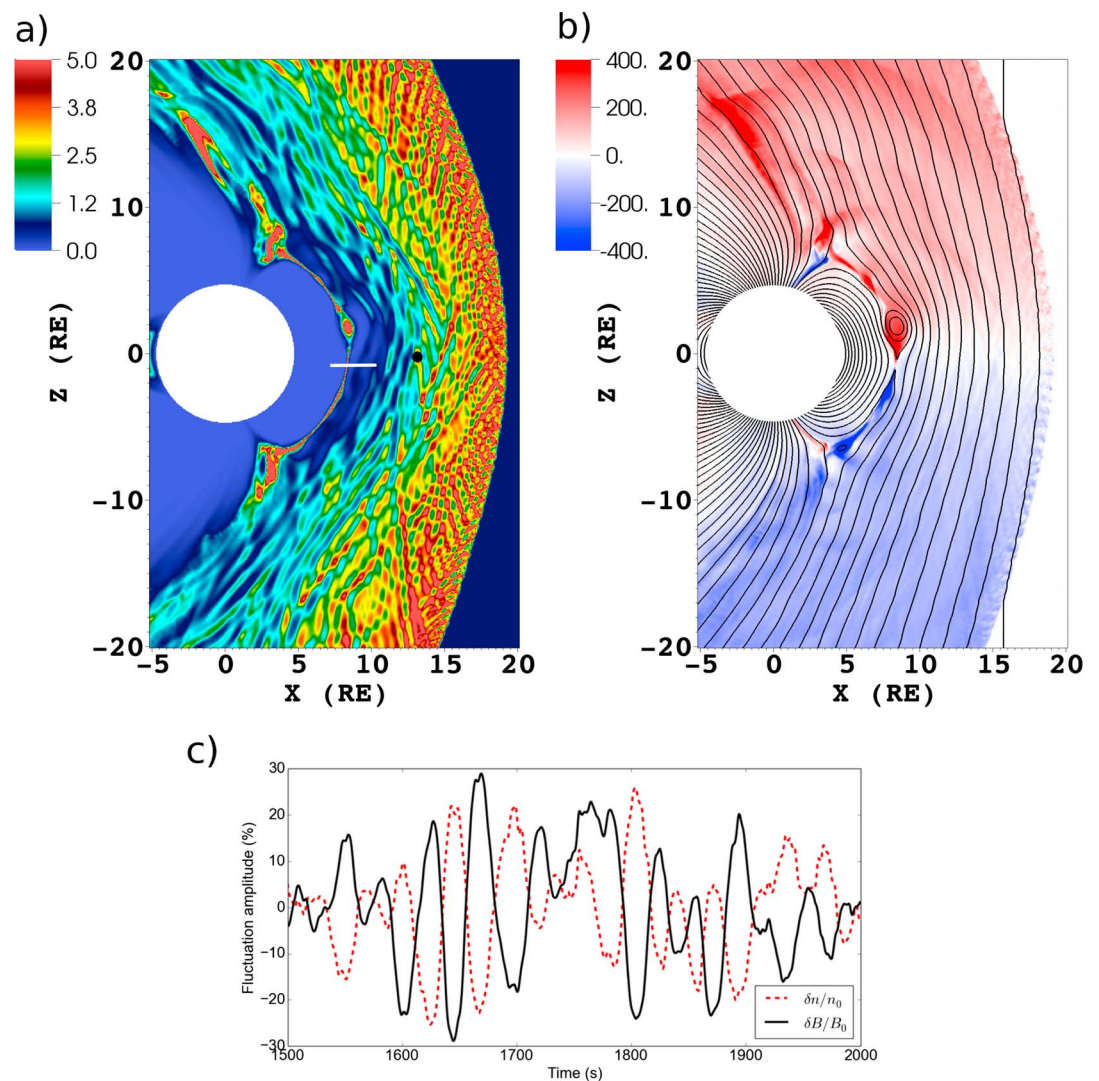 a)
b)
5.0
3.8
2.5
1.2
0.0
20
10
0
-10
-20
Z (RE)
-5 0 5 10 15 20
X (RE)
400.
200.
0.
-200.
-400.
20
10
0
-10
-20
Z (RE)
-5 0 5 10 15 20
X (RE)
c)
30
20
10
0
−10
−20
−30
Fluctuation amplitude (%)
1500 1600 1700 1800 1900 2000
Time (s)
δn/n₀
δB/B₀